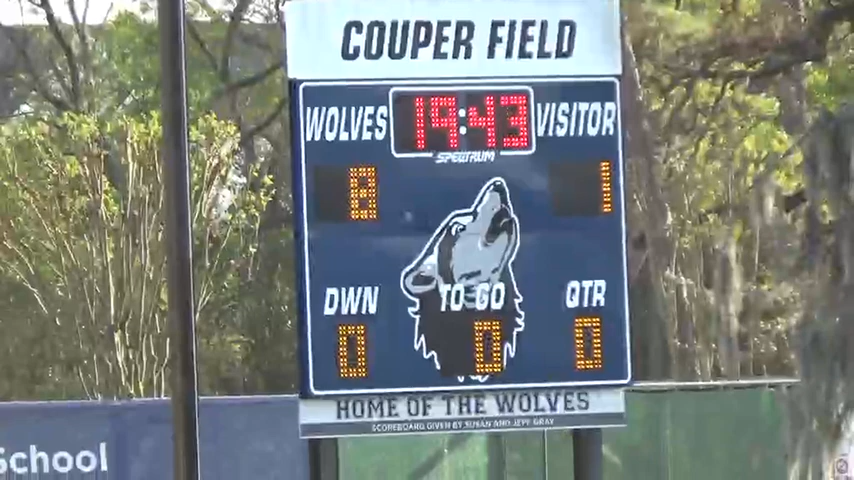 COUPER FIELD
WOLVES 19:43 VISITOR
SPECTRUM
8 1
DWN TO GO QTR
0 0 0
HOME OF THE WOLVES
SCOREBOARD GIVEN BY SUSAN AND JEFF GRAY
School